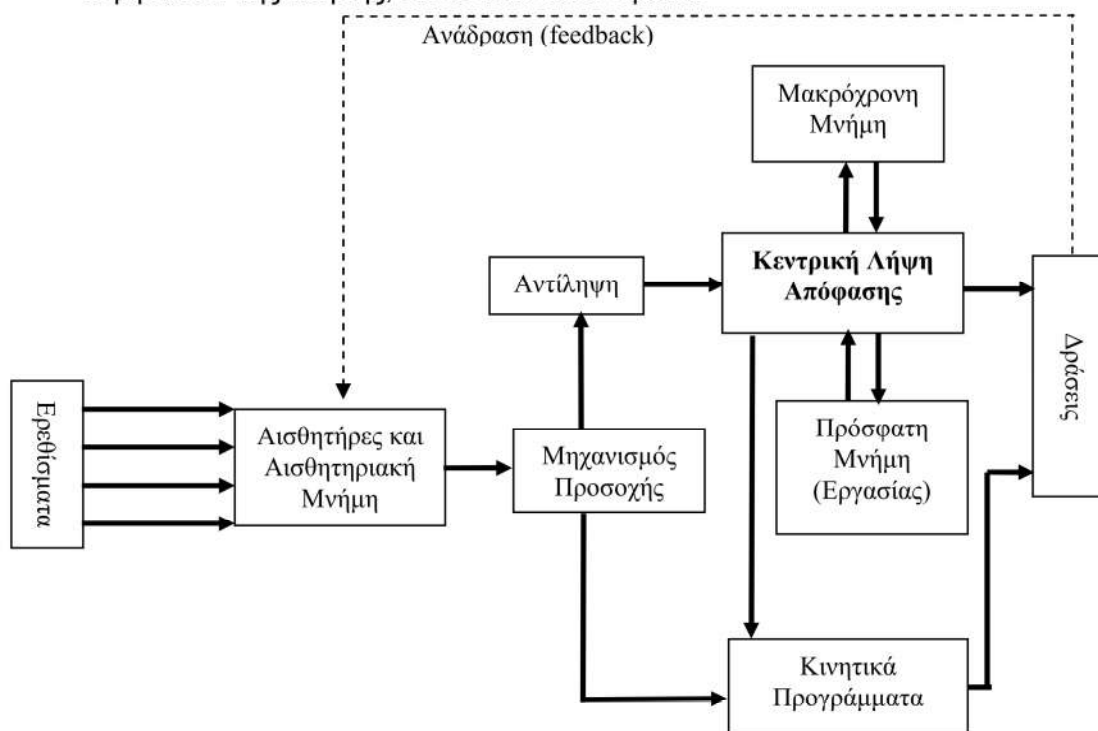 Ανάδραση (feedback)
Μακρόχρονη
Μνήμη
Κεντρική Λήψη
Απόφασης
Αντίληψη
Δράσεις
Ερεθίσματα
Αισθητήρες και
Αισθητηριακή
Μνήμη
Μηχανισμός
Προσοχής
Πρόσφατη
Μνήμη
(Εργασίας)
Κινητικά
Προγράμματα